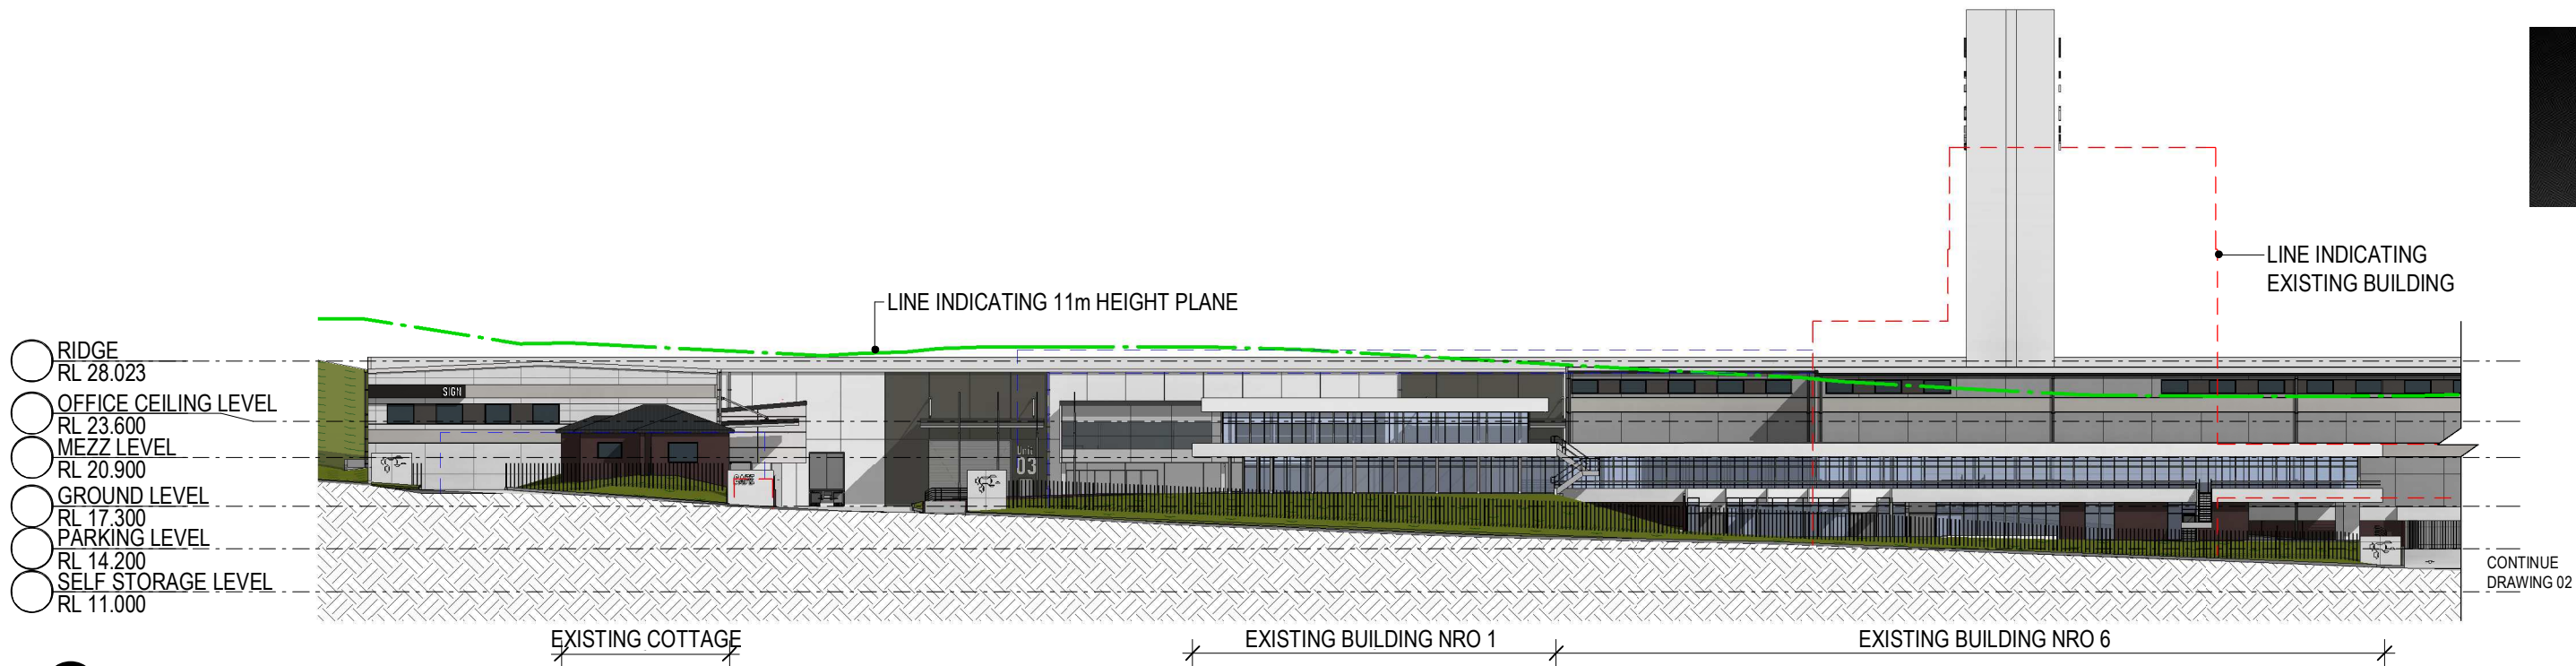 LINE INDICATING
EXISTING BUILDING
LINE INDICATING 11m HEIGHT PLANE
RIDGE
RL 28.023
OFFICE CEILING LEVEL
RL 23.600
MEZZ LEVEL
RL 20.900
GROUND LEVEL
RL 17.300
PARKING LEVEL
RL 14.200
SELF STORAGE LEVEL
RL 11.000
SIGN
Unit
03
CONTINUE
DRAWING 02
EXISTING COTTAGE
EXISTING BUILDING NRO 1
EXISTING BUILDING NRO 6